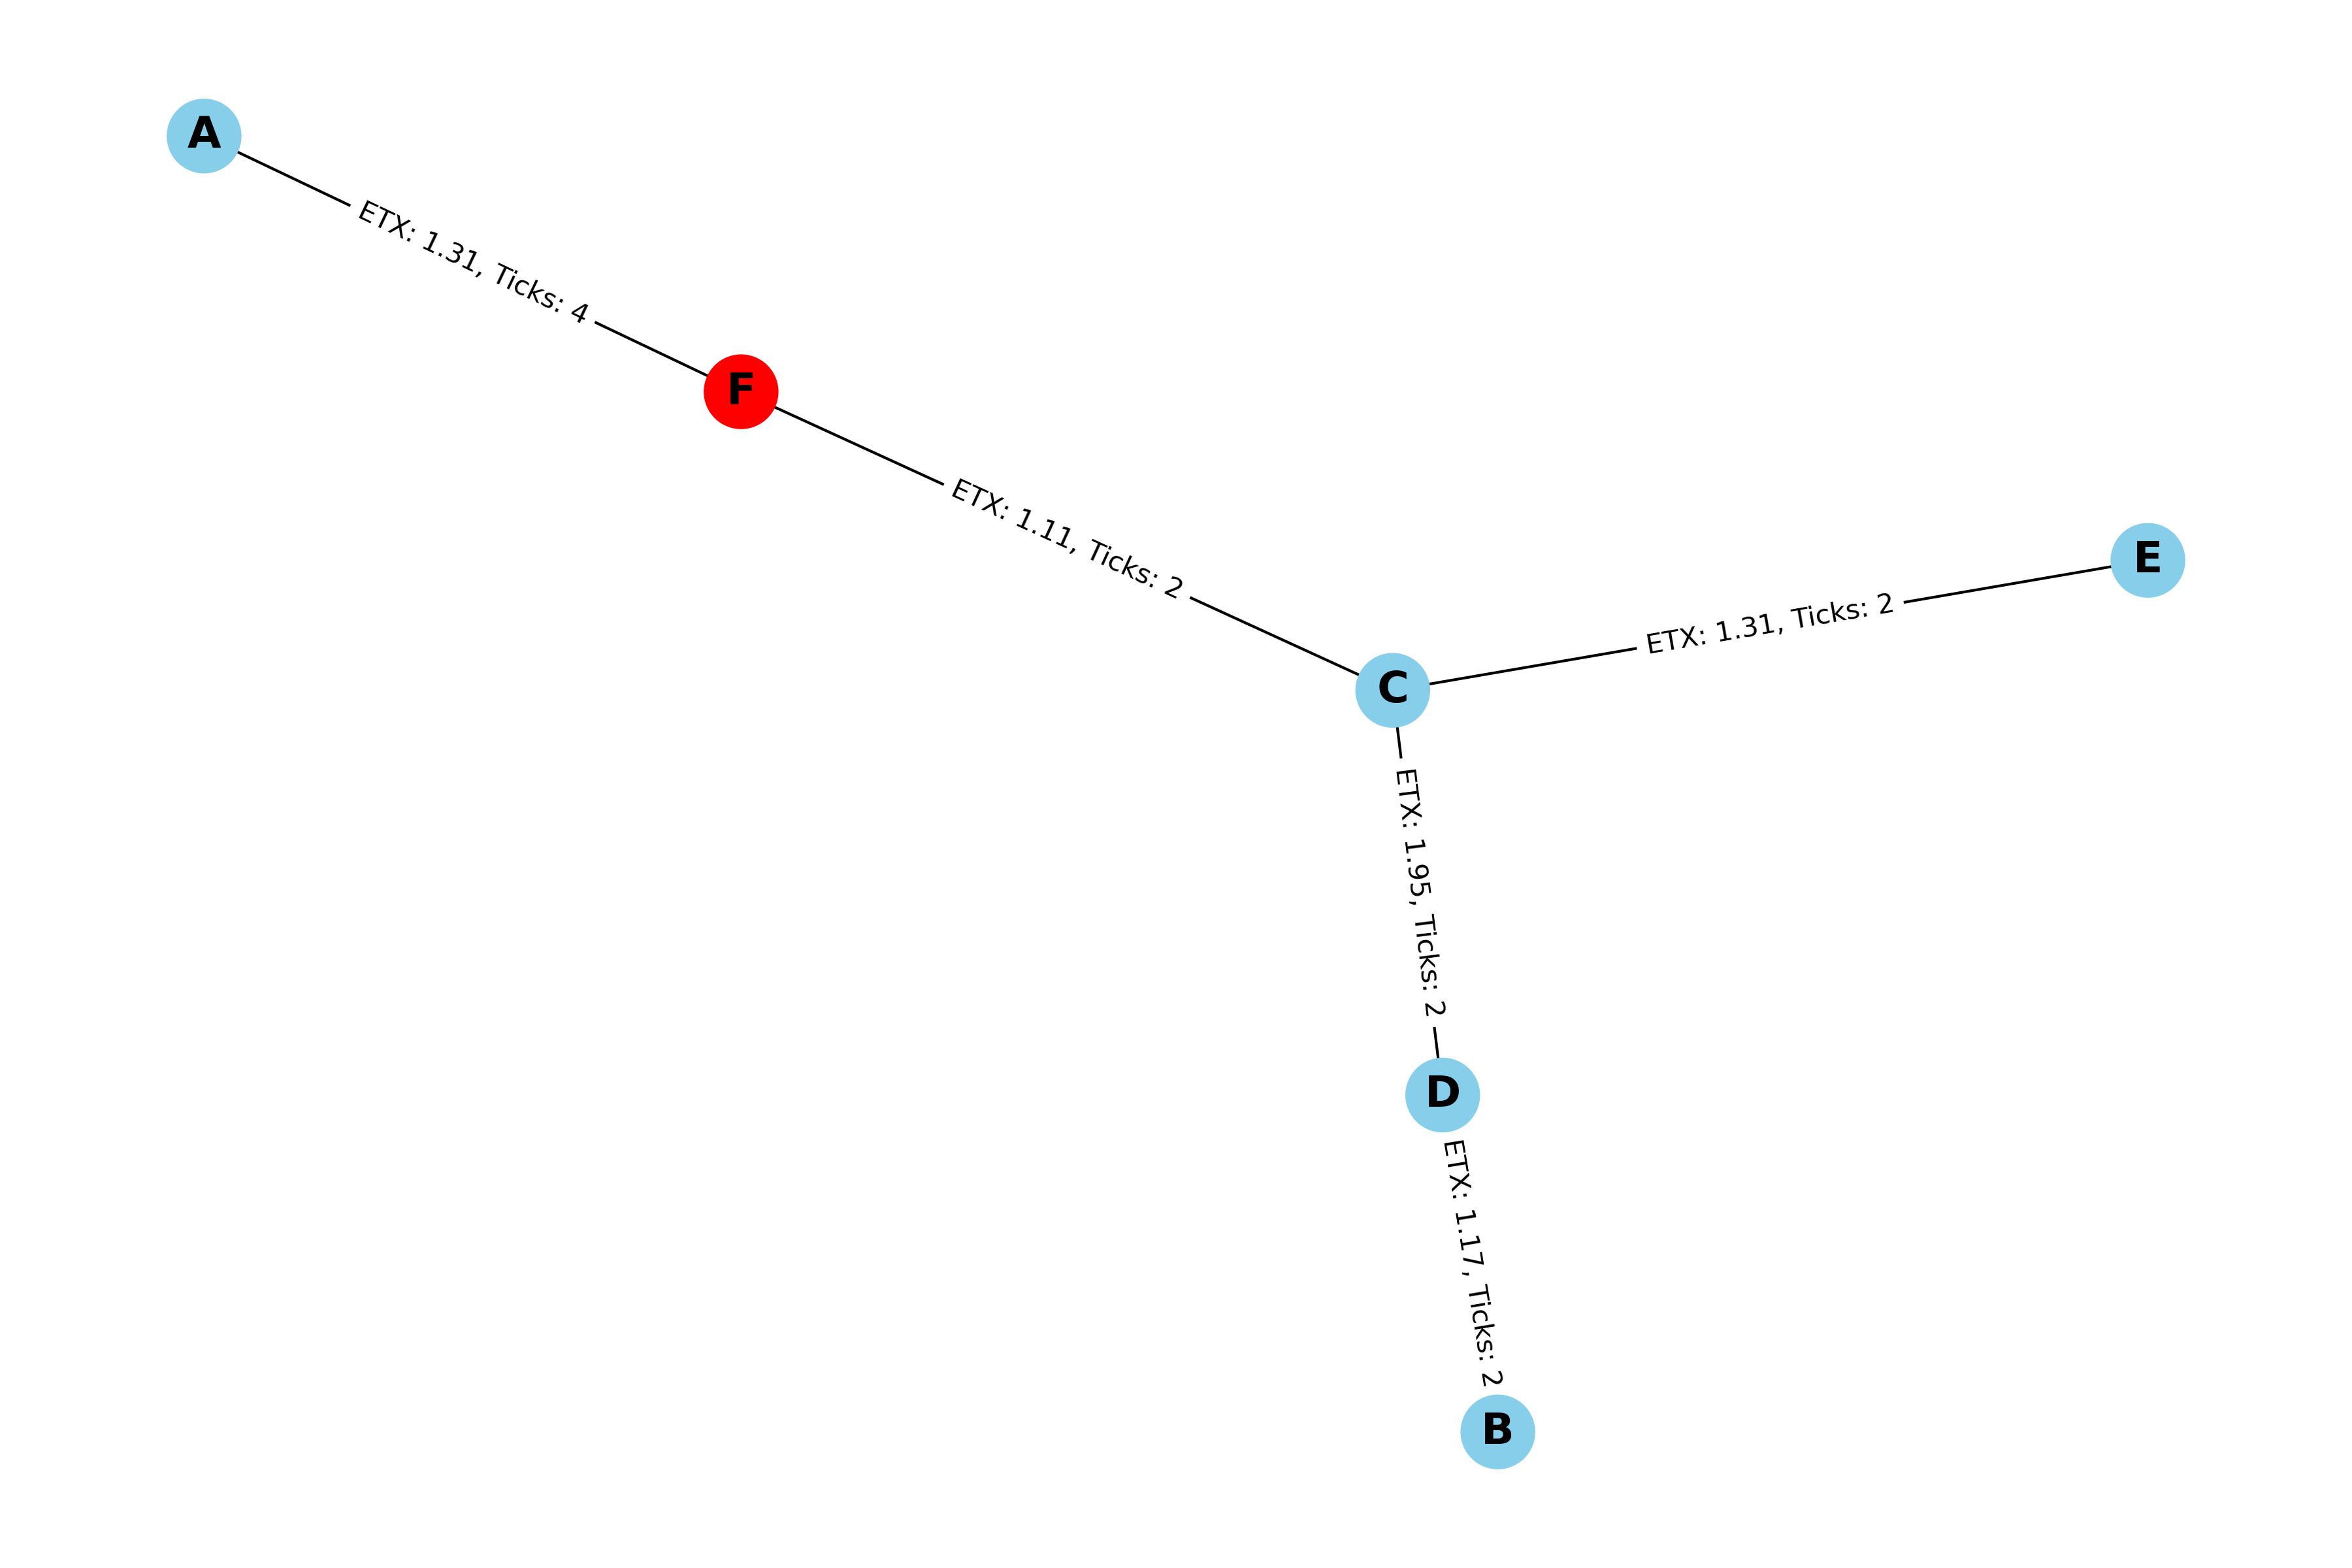 A
ETX: 1.31, Ticks: 4
F
ETX: 1.11, Ticks: 2
E
ETX: 1.31, Ticks: 2
C
ETX: 1.95, Ticks: 2
D
ETX: 1.17, Ticks: 2
B